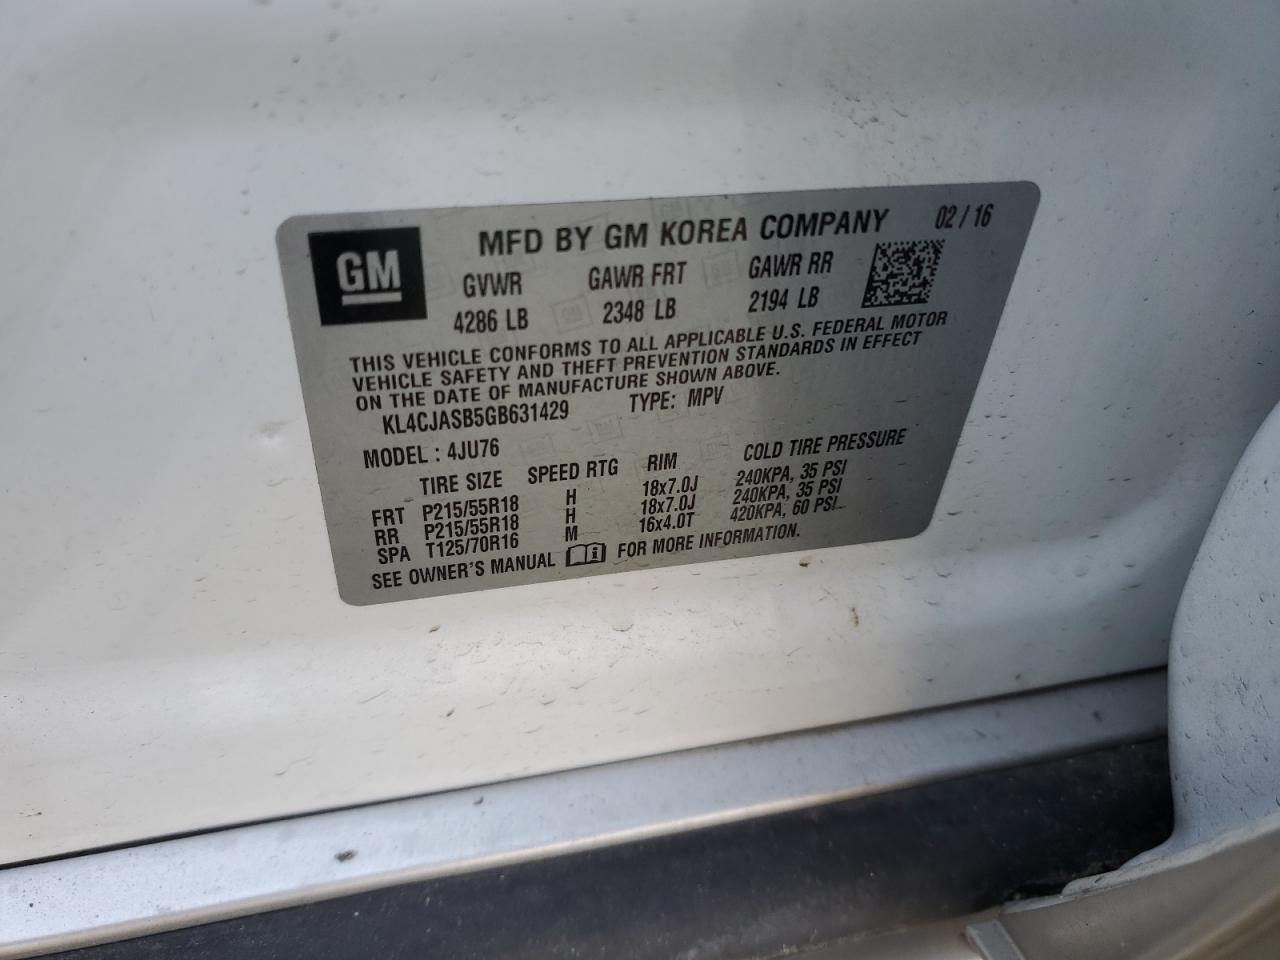 GM
MFD BY GM KOREA COMPANY 02 / 16
GVWR GAWR FRT GAWR RR
4286 LB 2348 LB 2194 LB
THIS VEHICLE CONFORMS TO ALL APPLICABLE U.S. FEDERAL MOTOR
VEHICLE SAFETY AND THEFT PREVENTION STANDARDS IN EFFECT
ON THE DATE OF MANUFACTURE SHOWN ABOVE.
KL4CJASB5GB631429 TYPE: MPV
MODEL : 4JU76
TIRE SIZE SPEED RTG RIM COLD TIRE PRESSURE
FRT P215/55R18 H 18x7.0J 240KPA, 35 PSI
RR P215/55R18 H 18x7.0J 240KPA, 35 PSI
SPA T125/70R16 M 16x4.0T 420KPA, 60 PSI
SEE OWNER'S MANUAL FOR MORE INFORMATION.